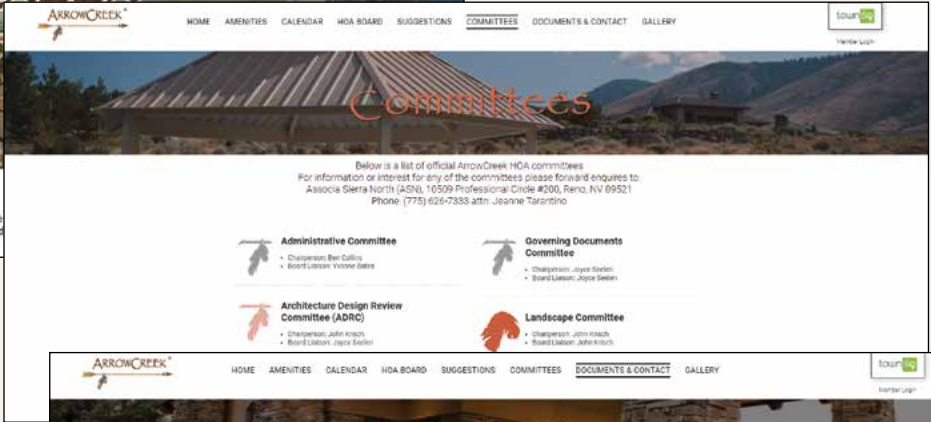 ARROWCREEK
HOME AMENITIES CALENDAR HOA BOARD SUGGESTIONS COMMITTEES DOCUMENTS & CONTACT GALLERY
Member Login
Committees
Below is a list of official ArrowCreek HOA committees
For information or interest for any of the committees please forward enquires to:
Associa Sierra North (ASN), 10509 Professional Circle #200, Reno, NV 89521
Phone: (775) 626-7333 attn: Jeanne Tarantino
Administrative Committee
• Chairperson: Ben Collins
• Board Liaison: Yvonne Bates
Governing Documents
Committee
• Chairperson: Joyce Seelen
• Board Liaison: Joyce Seelen
Architecture Design Review
Committee (ADRC)
• Chairperson: John Krisch
• Board Liaison: Joyce Seelen
Landscape Committee
• Chairperson: John Krisch
• Board Liaison: John Krisch
ARROWCREEK
HOME AMENITIES CALENDAR HOA BOARD SUGGESTIONS COMMITTEES DOCUMENTS & CONTACT GALLERY
Member Login